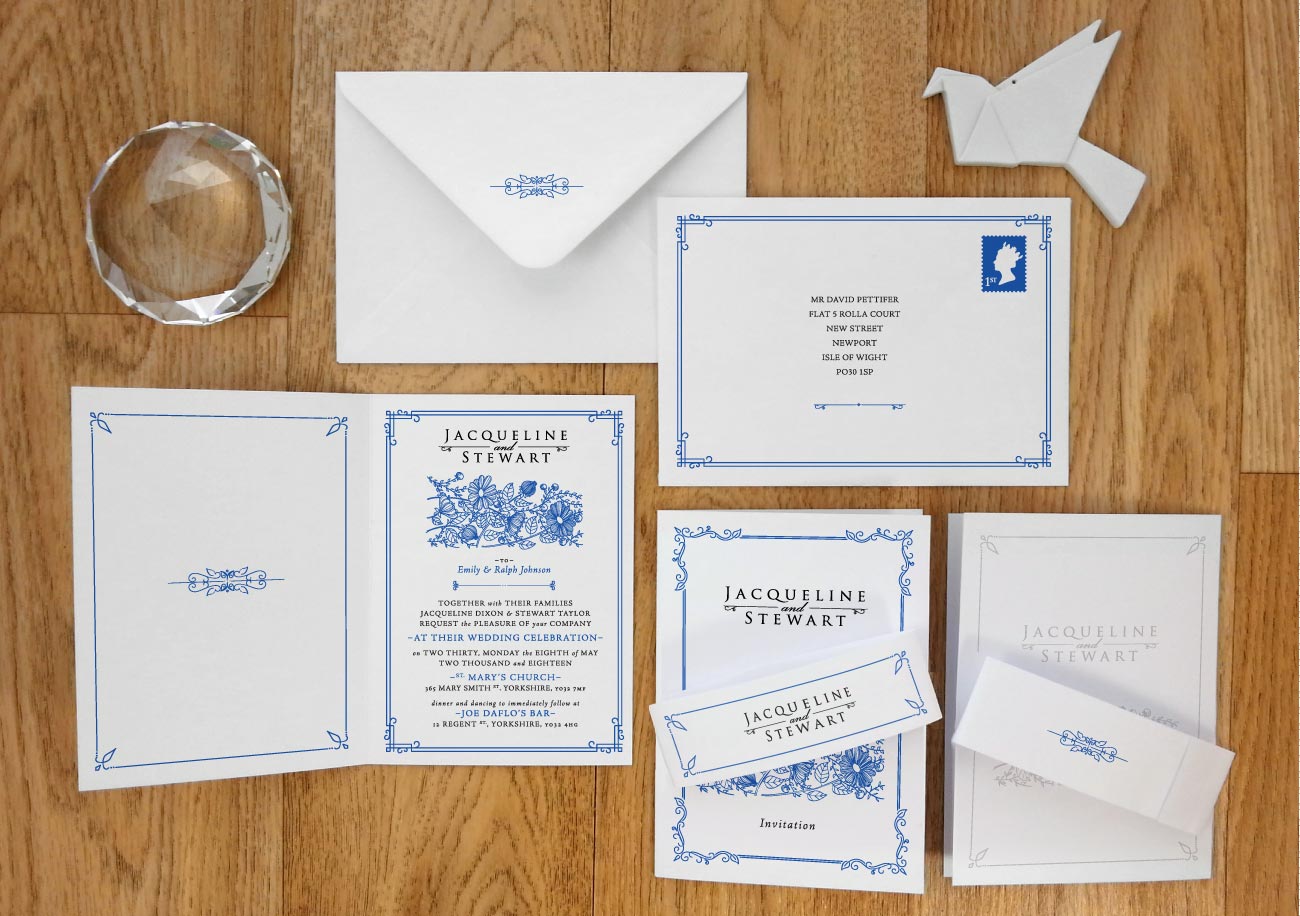 1ST
MR DAVID PETTIFER
FLAT 5 ROLLA COURT
NEW STREET
NEWPORT
ISLE OF WIGHT
PO30 1SP
JACQUELINE
and
STEWART
–TO–
Emily & Ralph Johnson
TOGETHER with THEIR FAMILIES
JACQUELINE DIXON & STEWART TAYLOR
REQUEST the PLEASURE of your COMPANY
–AT THEIR WEDDING CELEBRATION–
on TWO THIRTY, MONDAY the EIGHTH of MAY
TWO THOUSAND and EIGHTEEN
–ST. MARY'S CHURCH–
365 MARY SMITH ST, YORKSHIRE, YO32 7MF
dinner and dancing to immediately follow at
–JOE DAFLO'S BAR–
12 REGENT ST, YORKSHIRE, YO32 4HG
JACQUELINE
and
STEWART
JACQUELINE
and
STEWART
Invitation
JACQUELINE
and
STEWART